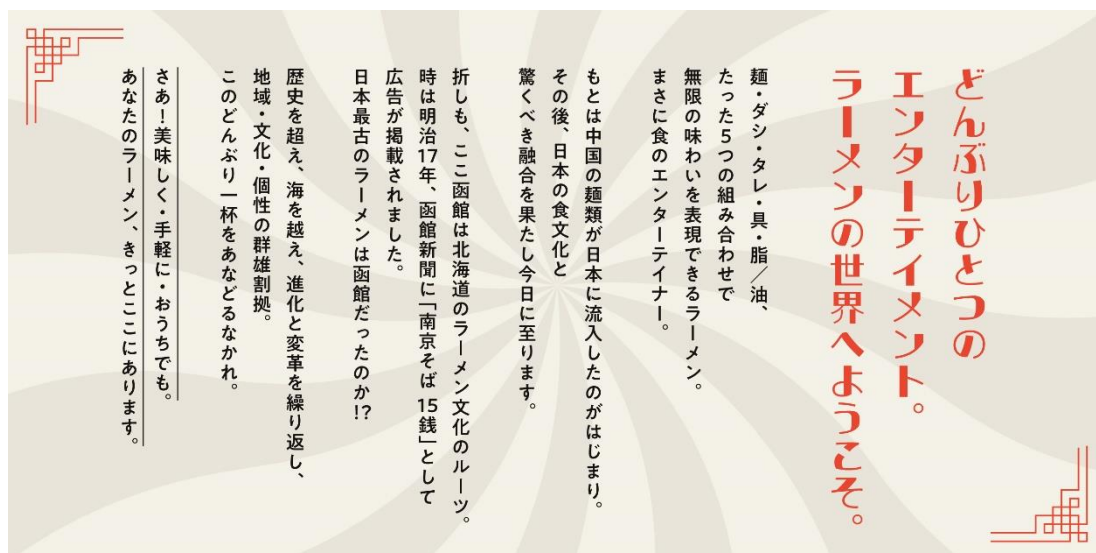 どんぶりひとつの
エンターテイメント。
ラーメンの世界へようこそ。
麺・ダシ・タレ・具・脂／油、
たった5つの組み合わせで
無限の味わいを表現できるラーメン。
まさに食のエンターテイナー。
もとは中国の麺類が日本に流入したのがはじまり。
その後、日本の食文化と
驚くべき融合を果たし今日に至ります。
折しも、ここ函館は北海道のラーメン文化のルーツ。
時は明治17年、函館新聞に「南京そば 15銭」として
広告が掲載されました。
日本最古のラーメンは函館だったのか!?
歴史を超え、海を越え、進化と変革を繰り返し、
地域・文化・個性の群雄割拠。
このどんぶり一杯をあなどるなかれ。
さあ！美味しく・手軽に・おうちでも。
あなたのラーメン、きっとここにあります。